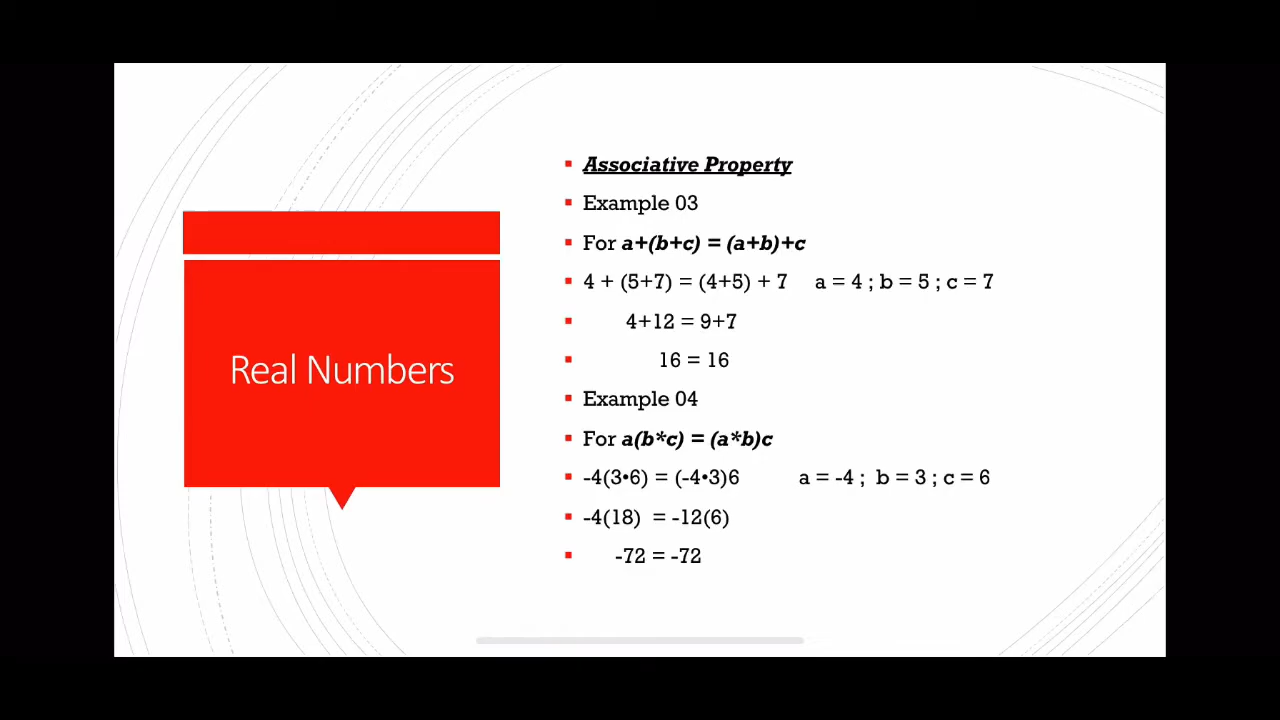 Real Numbers
Associative Property
Example 03
For a+(b+c) = (a+b)+c
4 + (5+7) = (4+5) + 7 a = 4 ; b = 5 ; c = 7
4+12 = 9+7
16 = 16
Example 04
For a(b*c) = (a*b)c
-4(3•6) = (-4•3)6 a = -4 ; b = 3 ; c = 6
-4(18) = -12(6)
-72 = -72